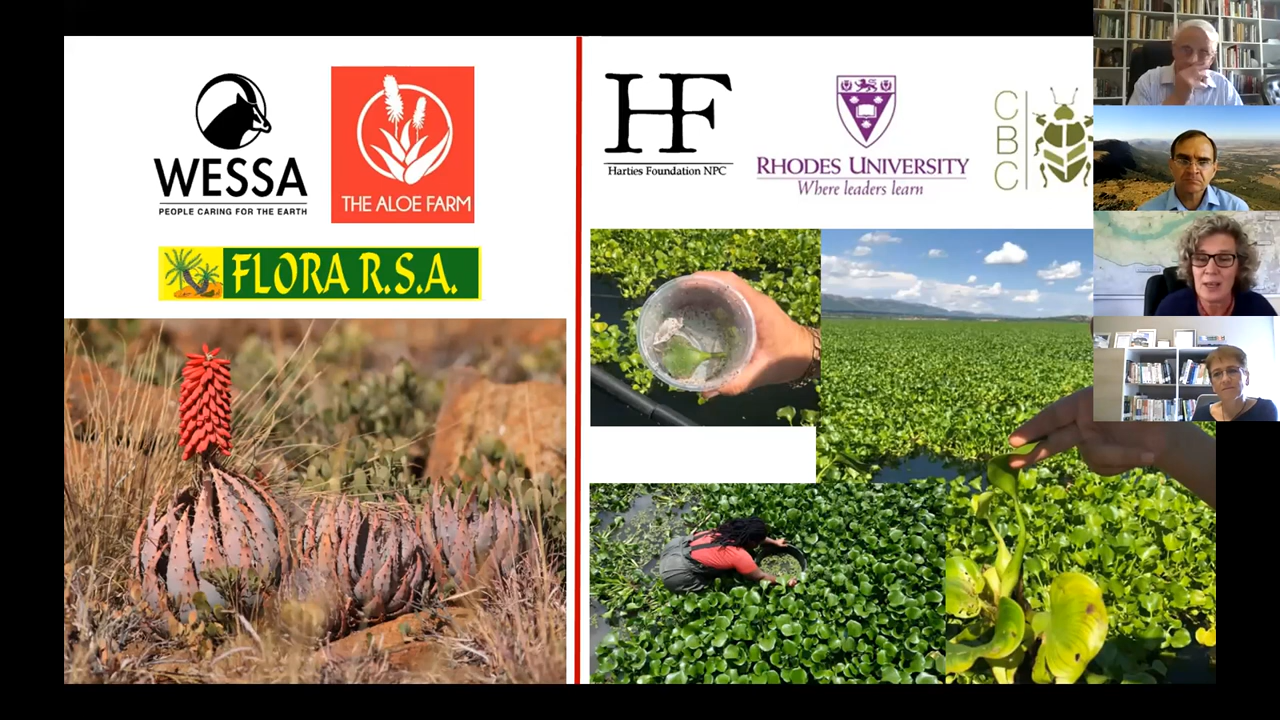 WESSA
PEOPLE CARING FOR THE EARTH
THE ALOE FARM
FLORA R.S.A.
HF
Harties Foundation NPC
RHODES UNIVERSITY
Where leaders learn
C
B
C